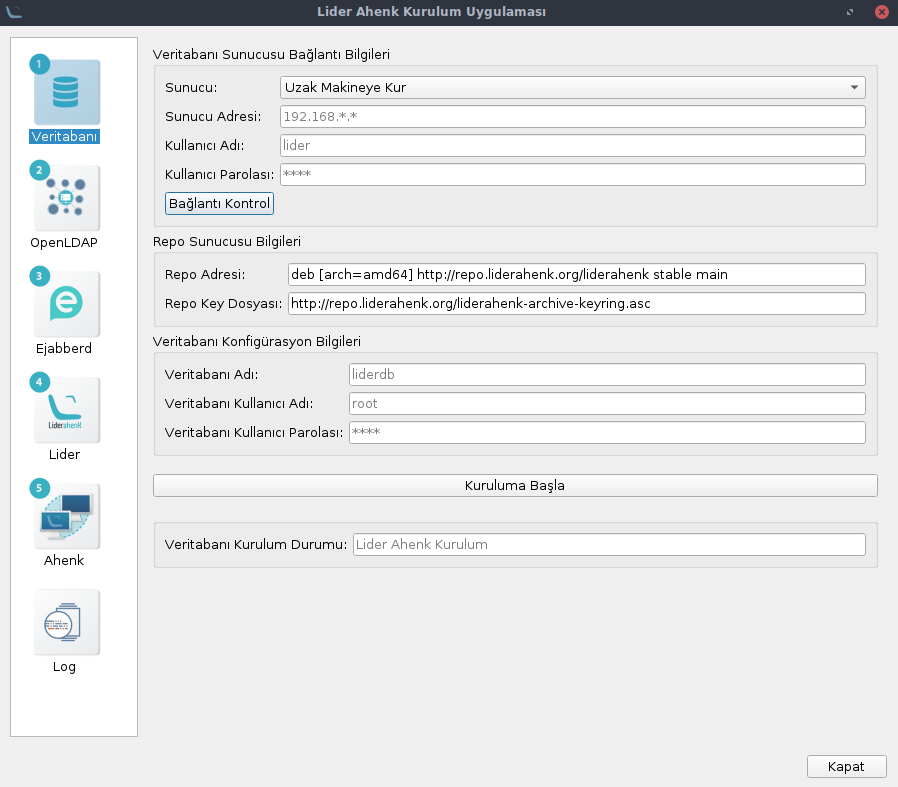 Lider Ahenk Kurulum Uygulaması
1
Veritabanı
2
OpenLDAP
3
Ejabberd
4
Liderahenk
Lider
5
Ahenk
Log
Veritabanı Sunucusu Bağlantı Bilgileri
Sunucu: Uzak Makineye Kur
Sunucu Adresi: 192.168.*.*
Kullanıcı Adı: lider
Kullanıcı Parolası: ****
Bağlantı Kontrol
Repo Sunucusu Bilgileri
Repo Adresi: deb [arch=amd64] http://repo.liderahenk.org/liderahenk stable main
Repo Key Dosyası: http://repo.liderahenk.org/liderahenk-archive-keyring.asc
Veritabanı Konfigürasyon Bilgileri
Veritabanı Adı: liderdb
Veritabanı Kullanıcı Adı: root
Veritabanı Kullanıcı Parolası: ****
Kuruluma Başla
Veritabanı Kurulum Durumu: Lider Ahenk Kurulum
Kapat